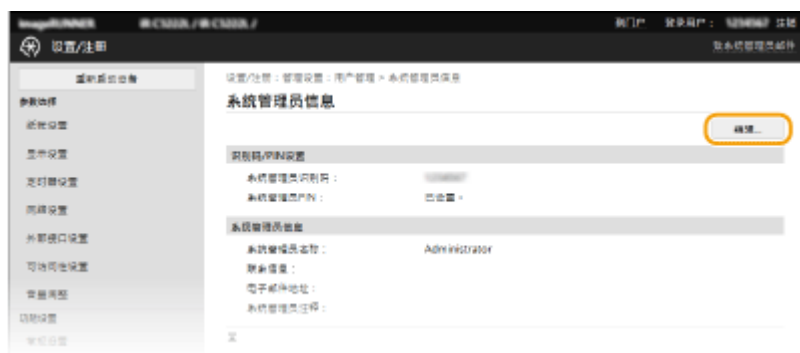 到门户 登录用户： 注销
设置/注册
致系统管理员邮件
重新启动设备
设置/注册：管理设置：用户管理 > 系统管理员信息
参数选择
系统管理员信息
纸张设置
编辑...
显示设置
识别码/PIN设置
定时器设置
系统管理员识别码：
系统管理员PIN： 已设置。
网络设置
外部接口设置
系统管理员信息
系统管理员名称： Administrator
可访问性设置
联系信息：
电子邮件地址：
音量调整
系统管理员注释：
功能设置
常规设置